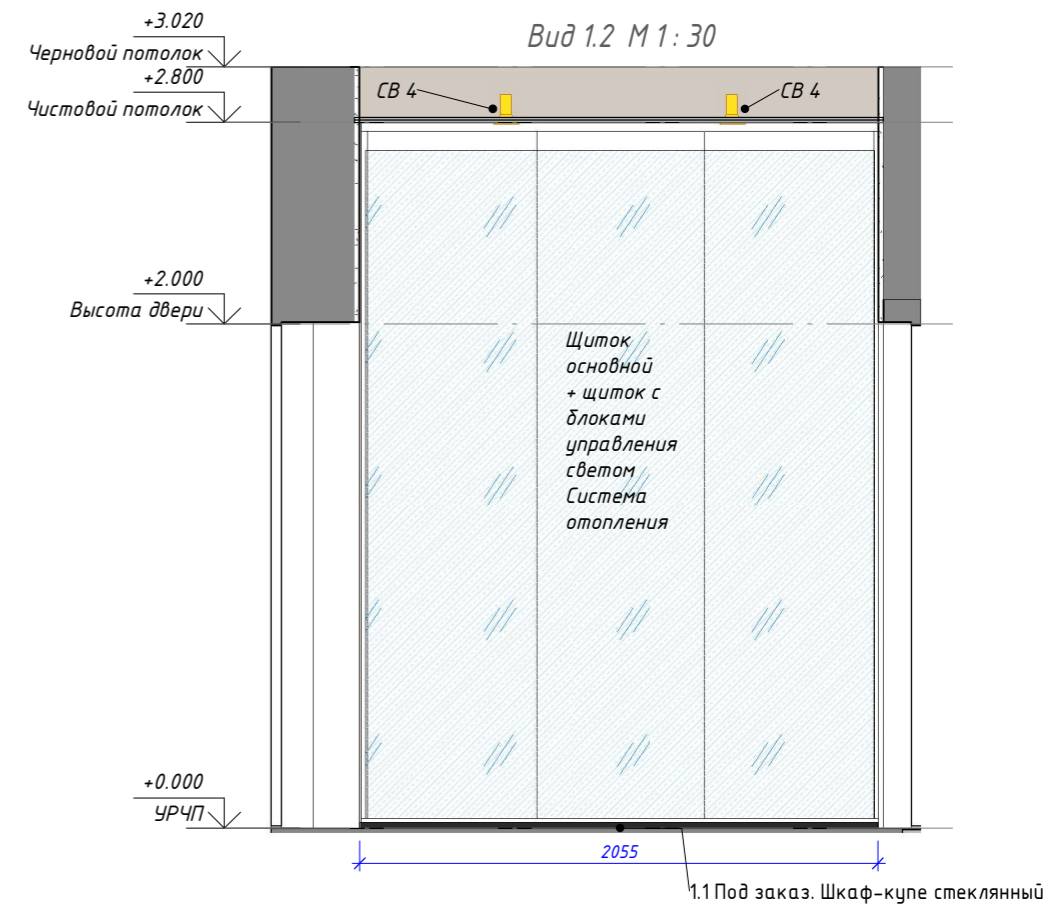 Вид 1.2 М 1 : 30
+3.020
Черновой потолок
+2.800
Чистовой потолок
СВ 4
СВ 4
+2.000
Высота двери
Щиток
основной
+ щиток с
блоками
управления
светом
Система
отопления
+0.000
УРЧП
2055
1.1 Под заказ. Шкаф-купе стеклянный